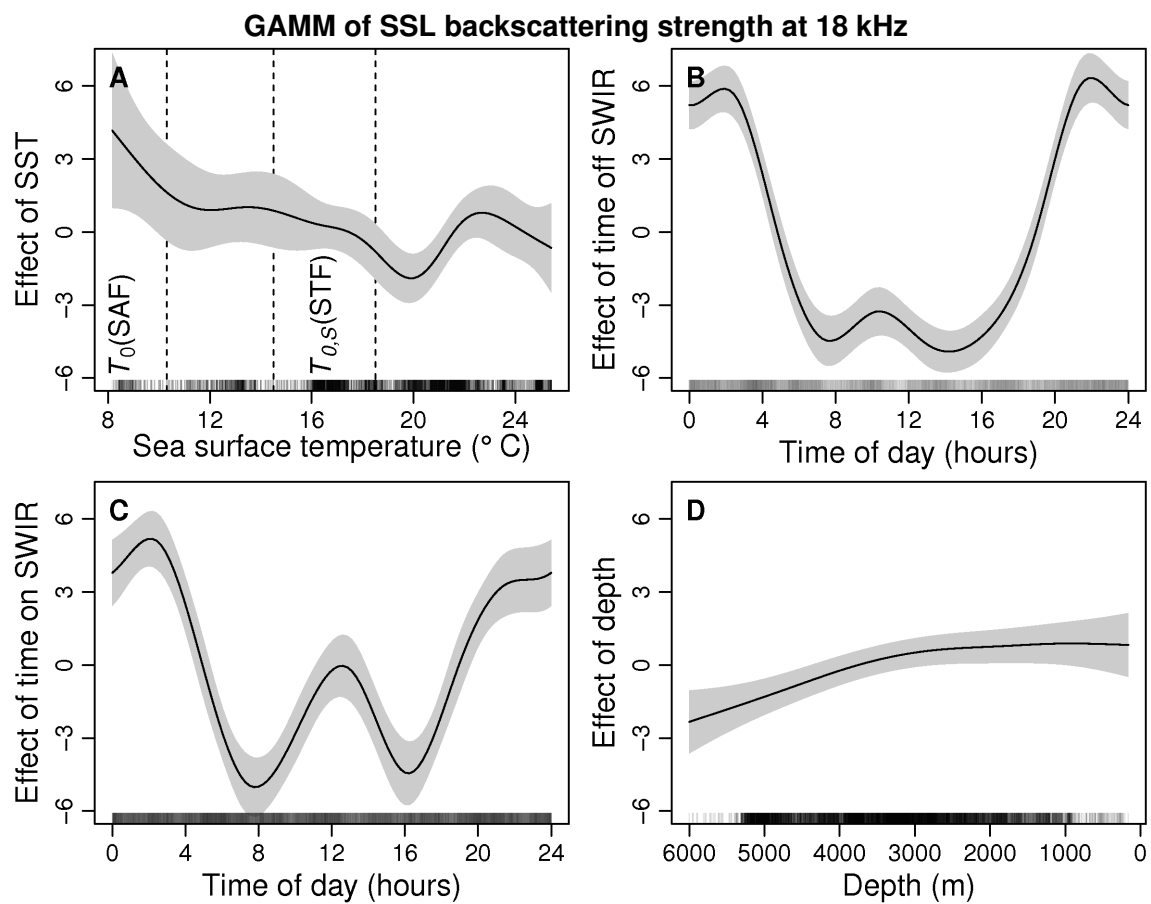 GAMM of SSL backscattering strength at 18 kHz
A
Effect of SST
6
3
0
−3
−6
T0(SAF)
T0,S(STF)
8 12 16 20 24
Sea surface temperature (° C)
B
Effect of time off SWIR
6
3
0
−3
−6
0 4 8 12 16 20 24
Time of day (hours)
C
Effect of time on SWIR
6
3
0
−3
−6
0 4 8 12 16 20 24
Time of day (hours)
D
Effect of depth
6
3
0
−3
−6
6000 5000 4000 3000 2000 1000 0
Depth (m)